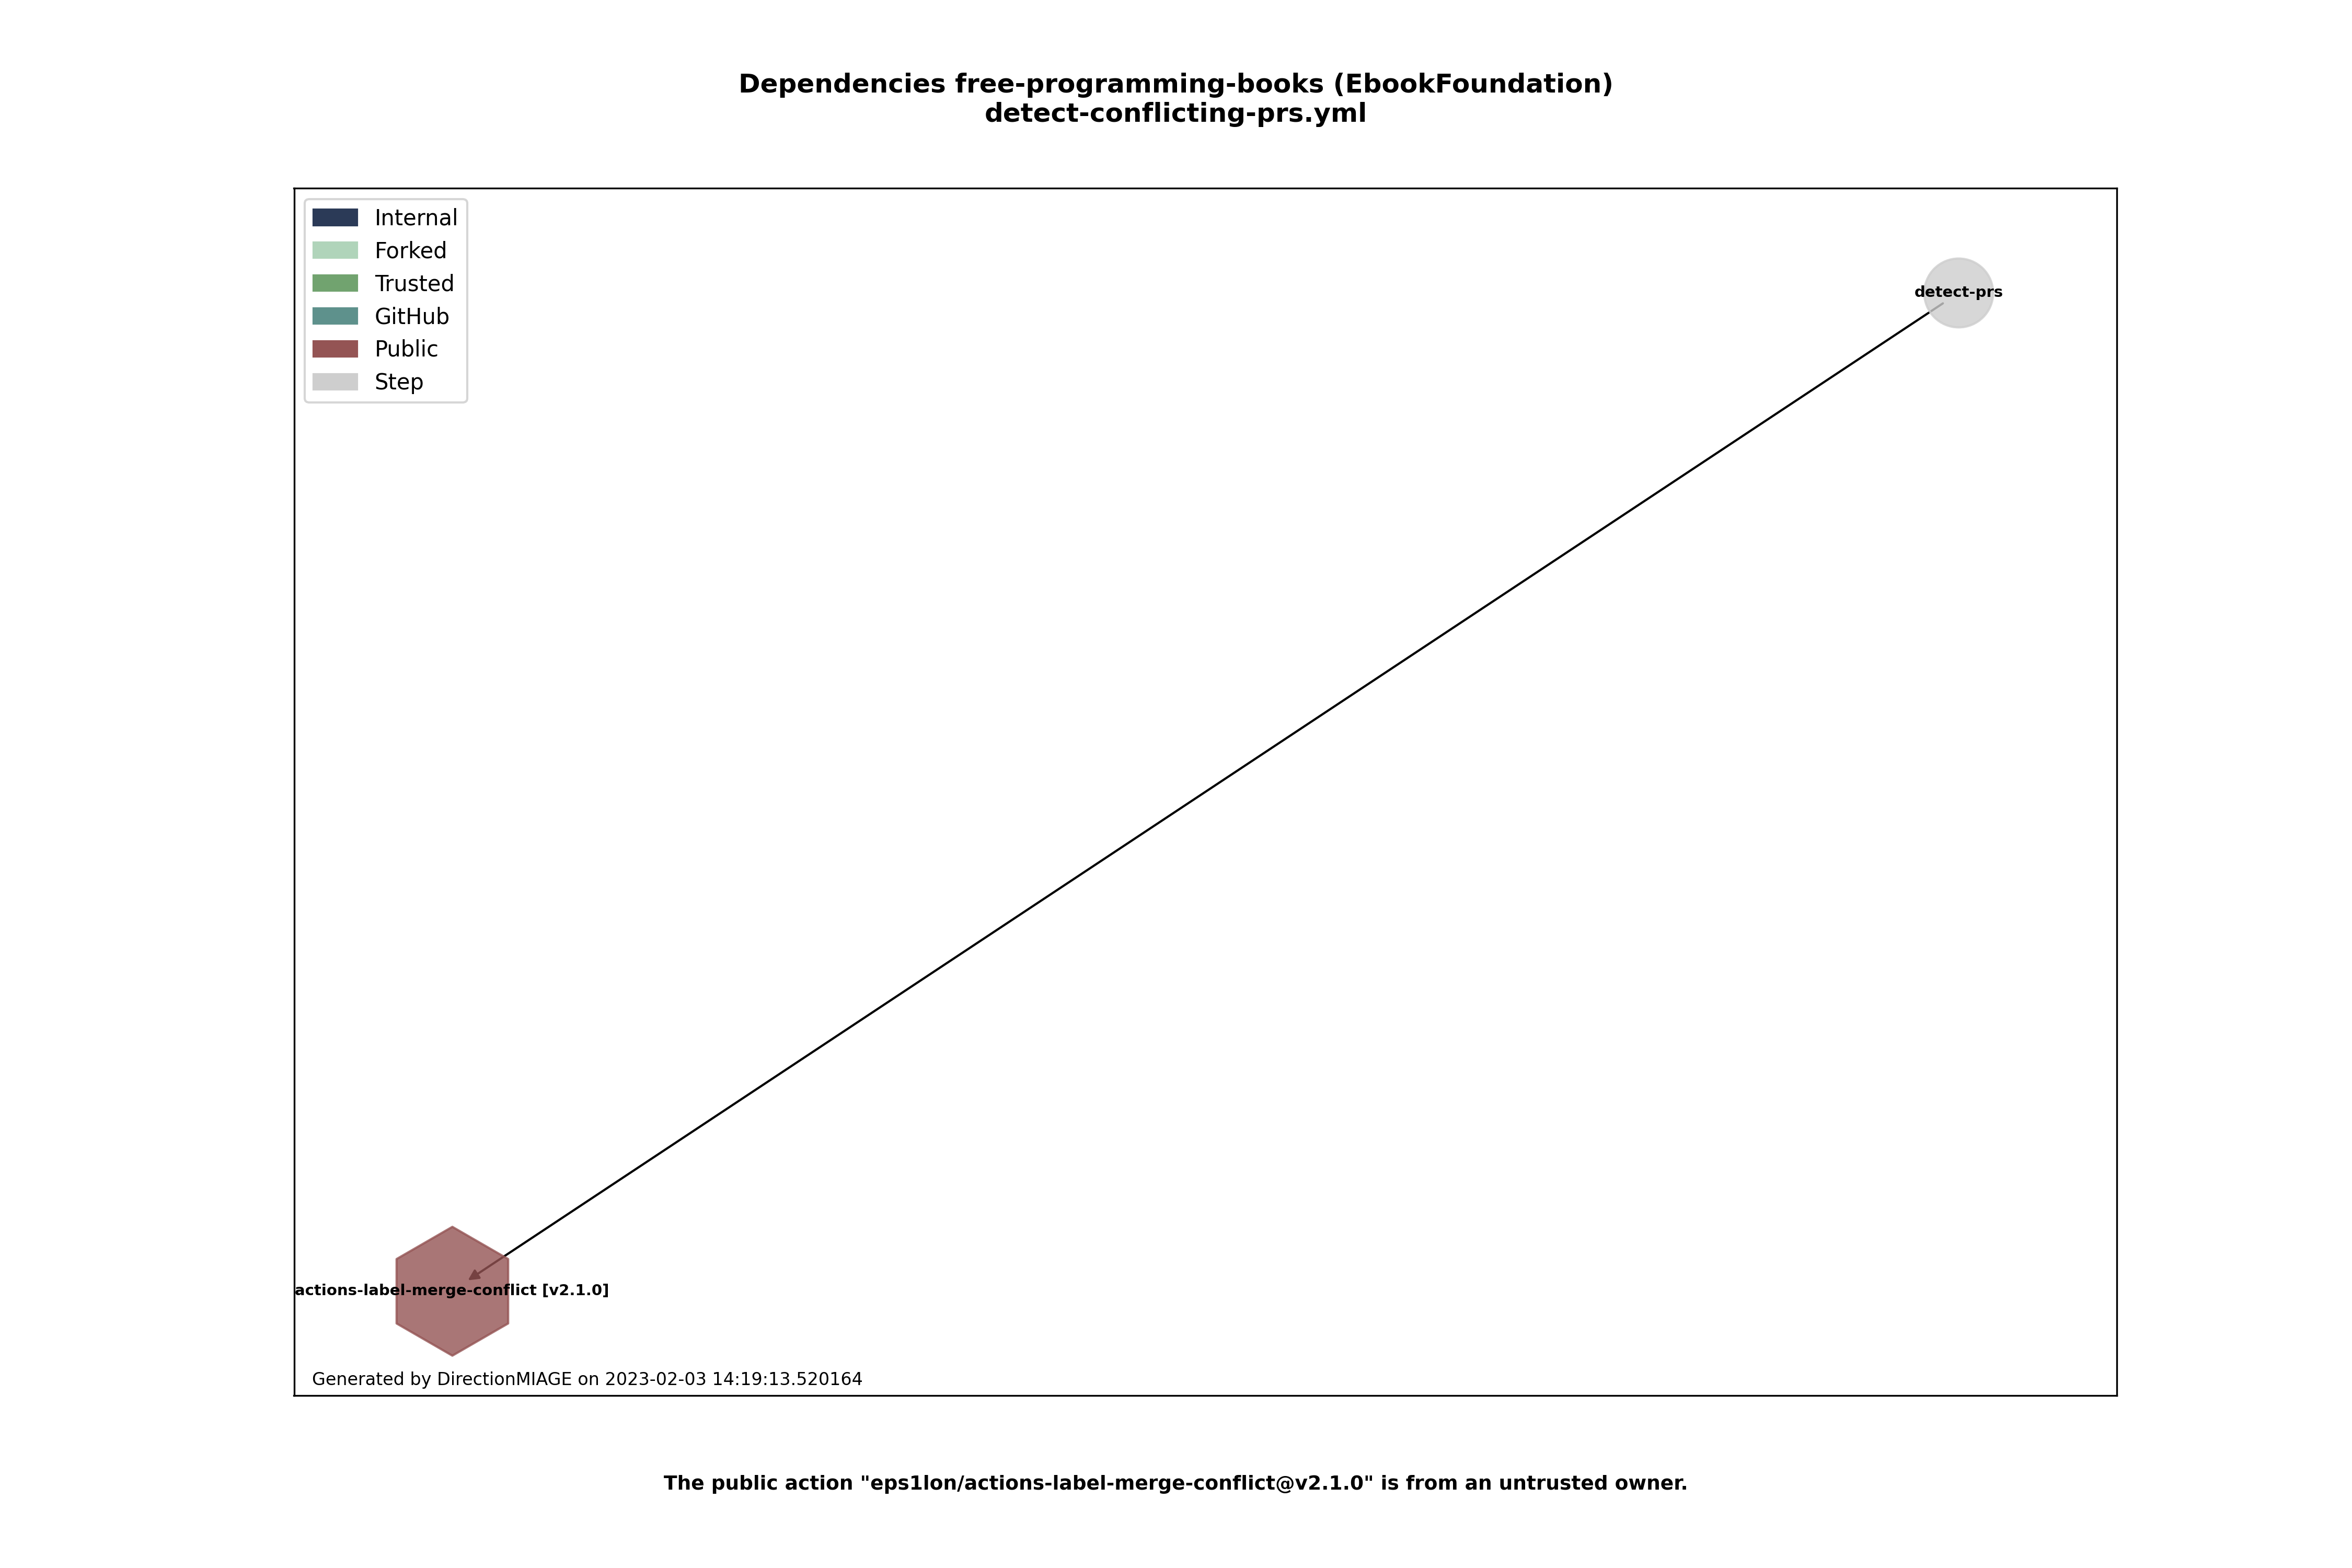 Dependencies free-programming-books (EbookFoundation)
detect-conflicting-prs.yml
Internal
Forked
Trusted
GitHub
Public
Step
detect-prs
actions-label-merge-conflict [v2.1.0]
Generated by DirectionMIAGE on 2023-02-03 14:19:13.520164
The public action "eps1lon/actions-label-merge-conflict@v2.1.0" is from an untrusted owner.